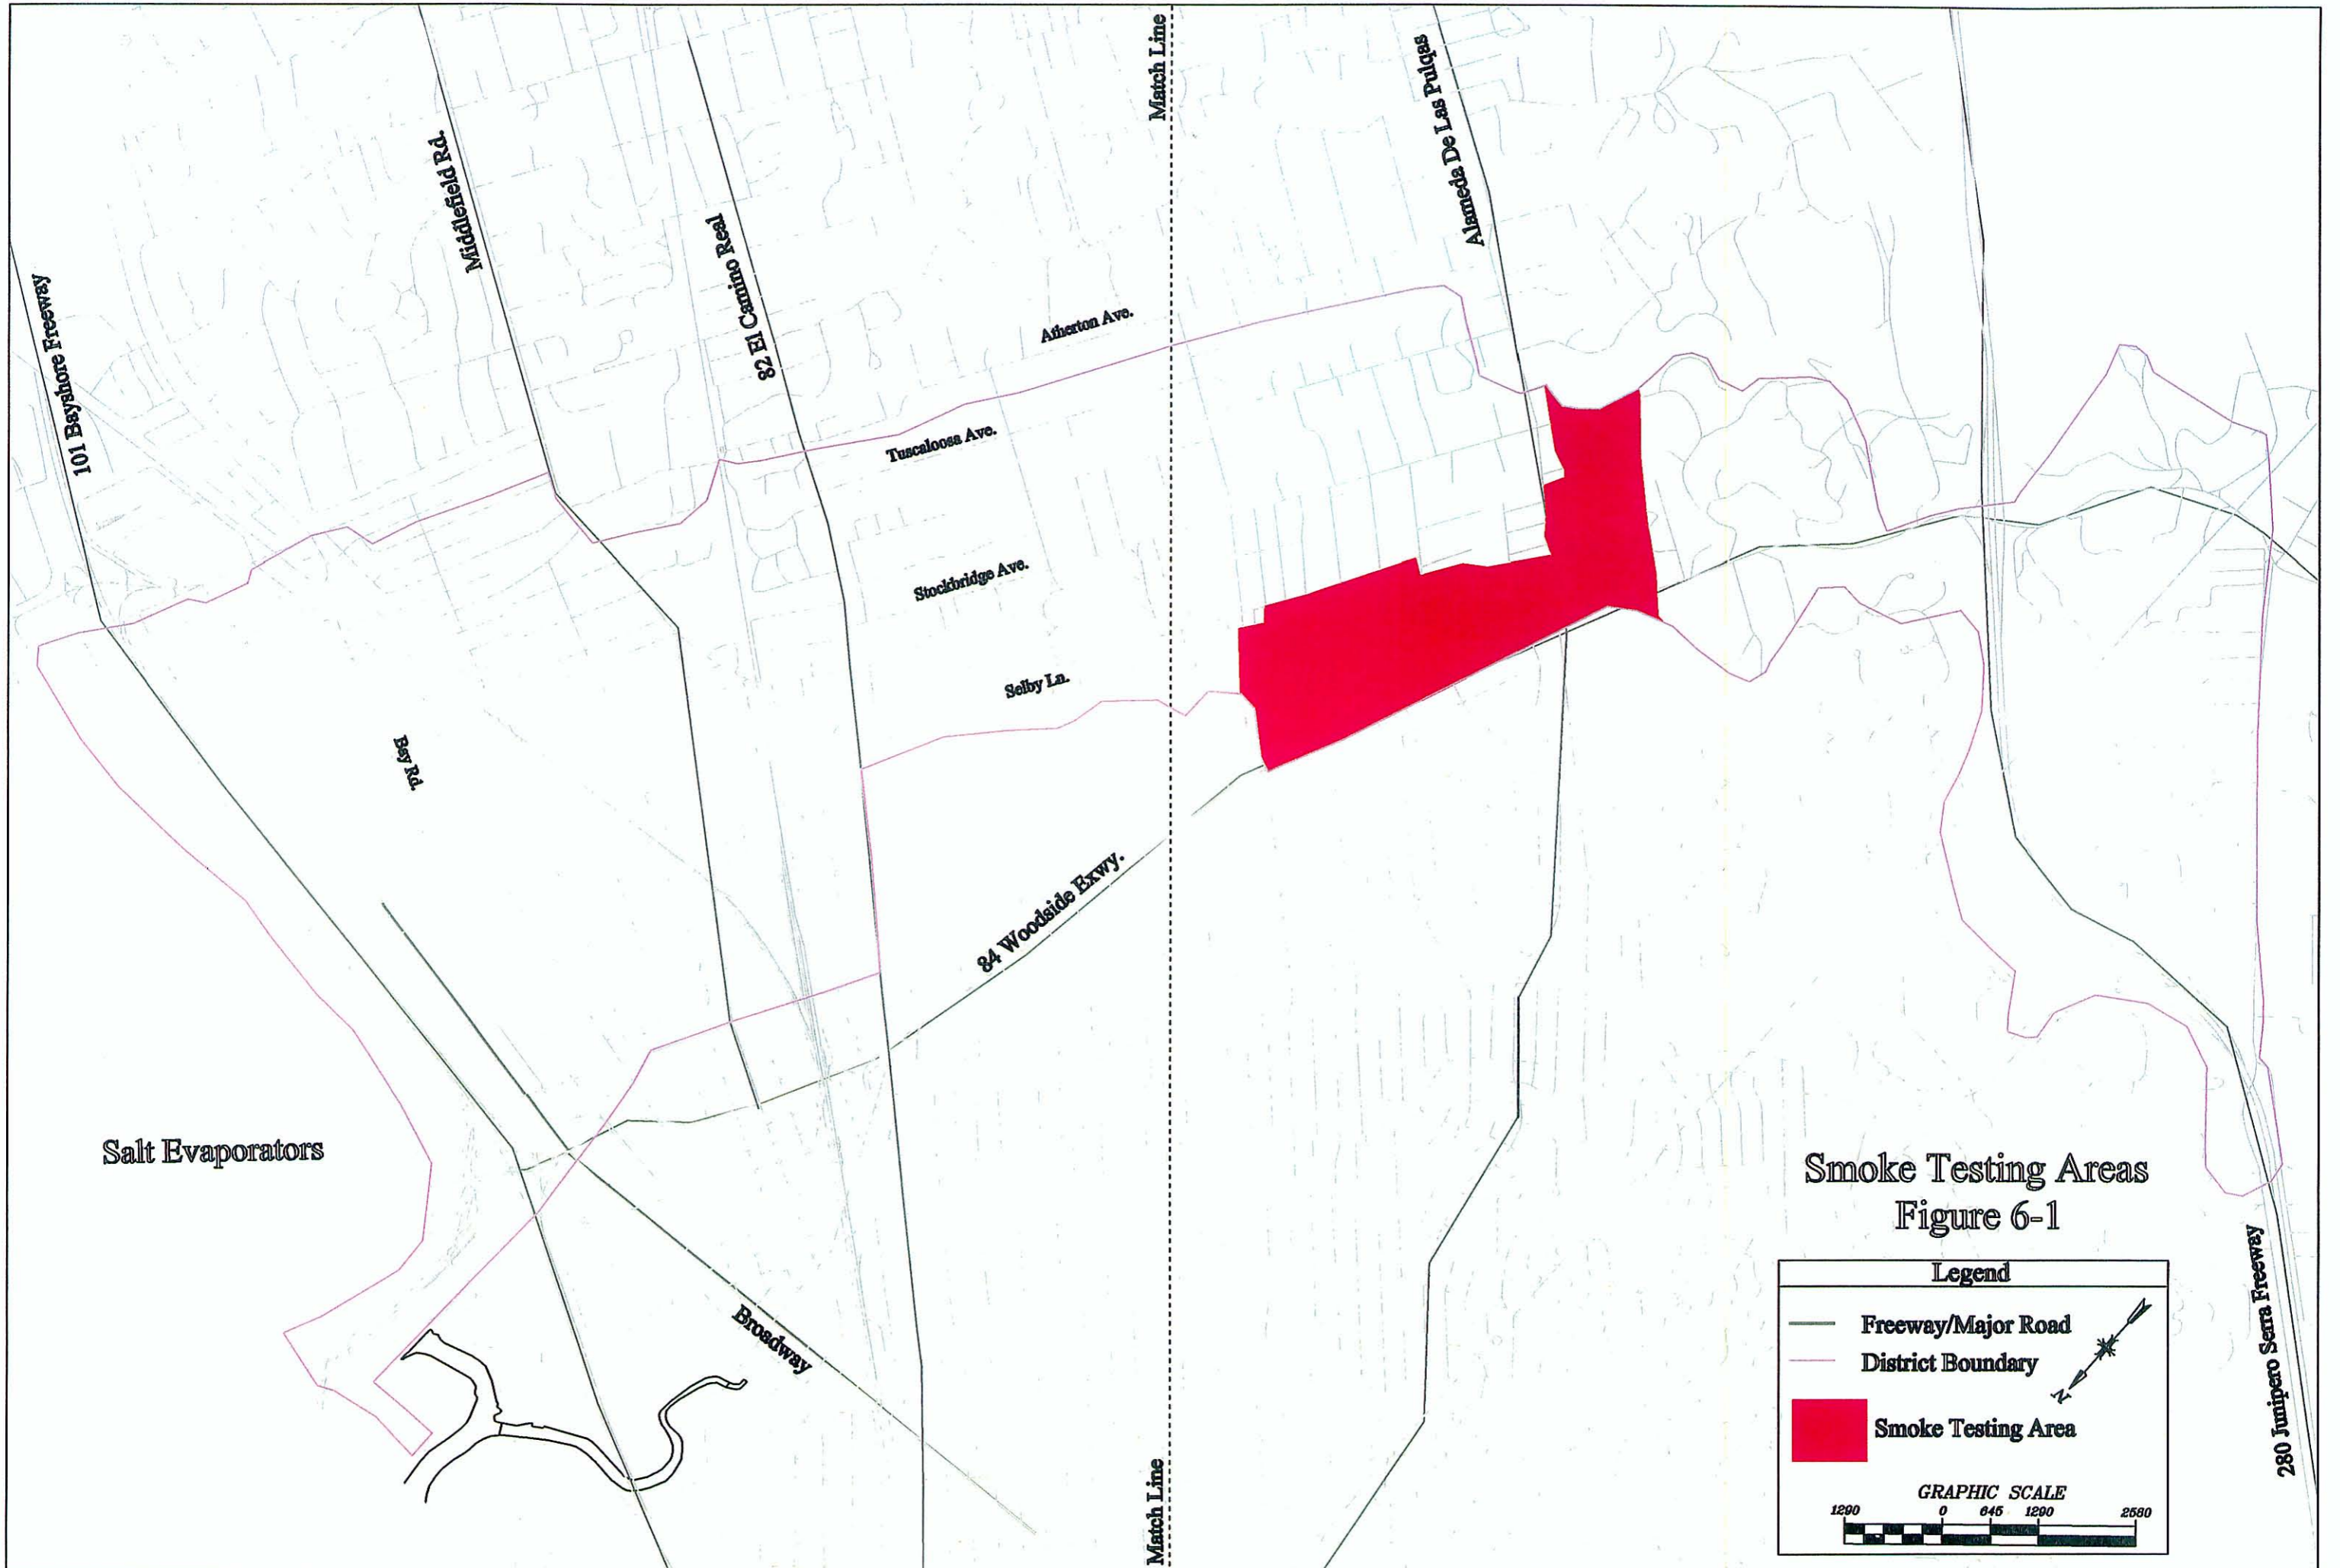 Match Line
Alameda De Las Pulqas
Middlefield Rd.
82 El Camino Real
101 Bayshore Freeway
Atherton Ave.
Tuscaloosa Ave.
Stockbridge Ave.
Selby Ln.
Bay Rd.
84 Woodside Exwy.
Salt Evaporators
Broadway
Match Line
280 Junipero Serra Freeway
Smoke Testing Areas
Figure 6-1
Legend
Freeway/Major Road
District Boundary
N
Smoke Testing Area
GRAPHIC SCALE
1290 0 645 1290 2580